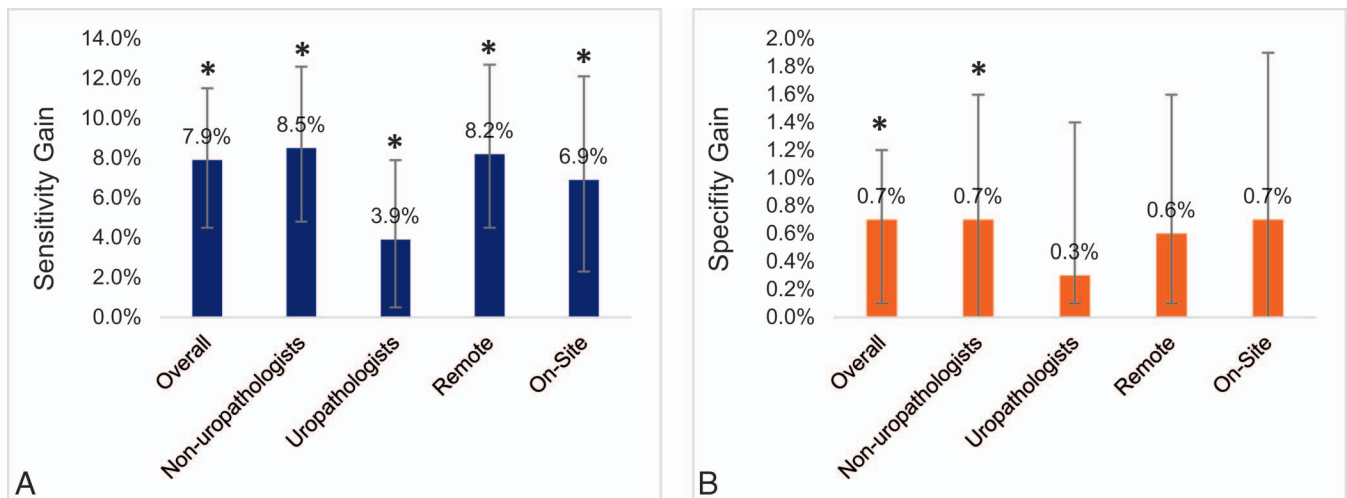 14.0%
12.0%
10.0%
8.0%
6.0%
4.0%
2.0%
0.0%
Sensitivity Gain
* * * * *
7.9% 8.5% 3.9% 8.2% 6.9%
Overall
Non-uropathologists
Uropathologists
Remote
On-Site
A
2.0%
1.8%
1.6%
1.4%
1.2%
1.0%
0.8%
0.6%
0.4%
0.2%
0.0%
Specifity Gain
* *
0.7% 0.7% 0.3% 0.6% 0.7%
Overall
Non-uropathologists
Uropathologists
Remote
On-Site
B